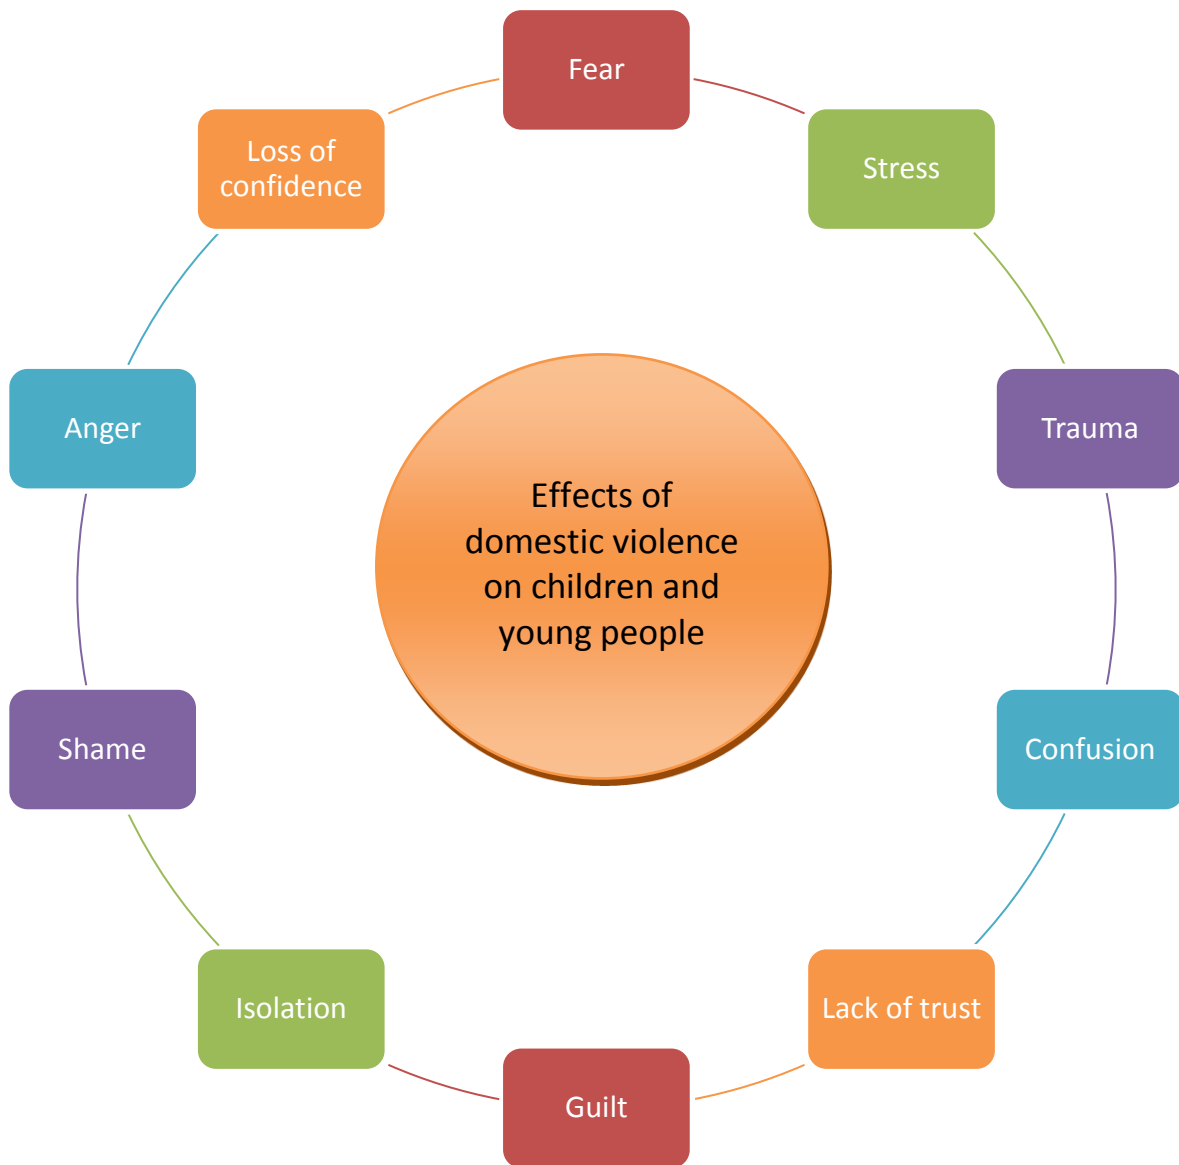 Fear
Stress
Trauma
Confusion
Lack of trust
Guilt
Isolation
Shame
Anger
Loss of
confidence
Effects of
domestic violence
on children and
young people